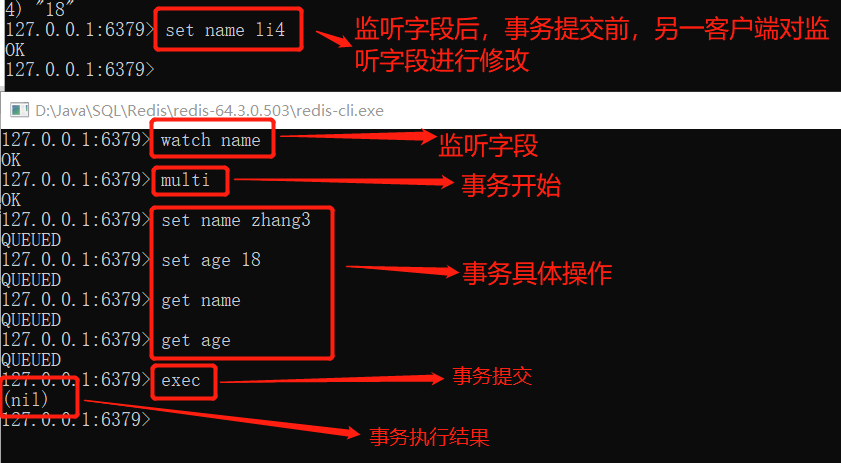 4) "18"
127.0.0.1:6379> set name li4
OK
127.0.0.1:6379>
监听字段后，事务提交前，另一客户端对监
听字段进行修改
D:\Java\SQL\Redis\redis-64.3.0.503\redis-cli.exe
127.0.0.1:6379> watch name
监听字段
OK
127.0.0.1:6379> multi
事务开始
OK
127.0.0.1:6379> set name zhang3
QUEUED
127.0.0.1:6379> set age 18
事务具体操作
QUEUED
127.0.0.1:6379> get name
QUEUED
127.0.0.1:6379> get age
QUEUED
127.0.0.1:6379> exec
事务提交
(nil)
127.0.0.1:6379>
事务执行结果